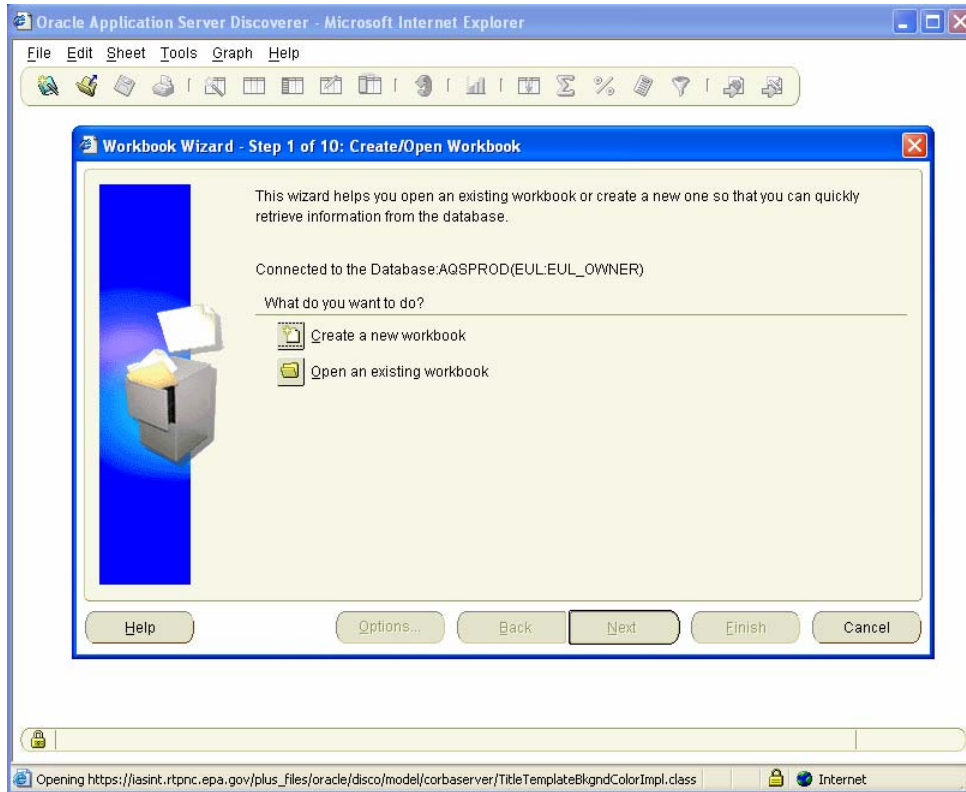 Oracle Application Server Discoverer - Microsoft Internet Explorer
File Edit Sheet Tools Graph Help
Workbook Wizard - Step 1 of 10: Create/Open Workbook
This wizard helps you open an existing workbook or create a new one so that you can quickly
retrieve information from the database.
Connected to the Database:AQSPROD(EUL:EUL_OWNER)
What do you want to do?
Create a new workbook
Open an existing workbook
Help Options... Back Next Finish Cancel
Opening https://iasint.rtpnc.epa.gov/plus_files/oracle/disco/model/corbaserver/TitleTemplateBkgndColorImpl.class Internet